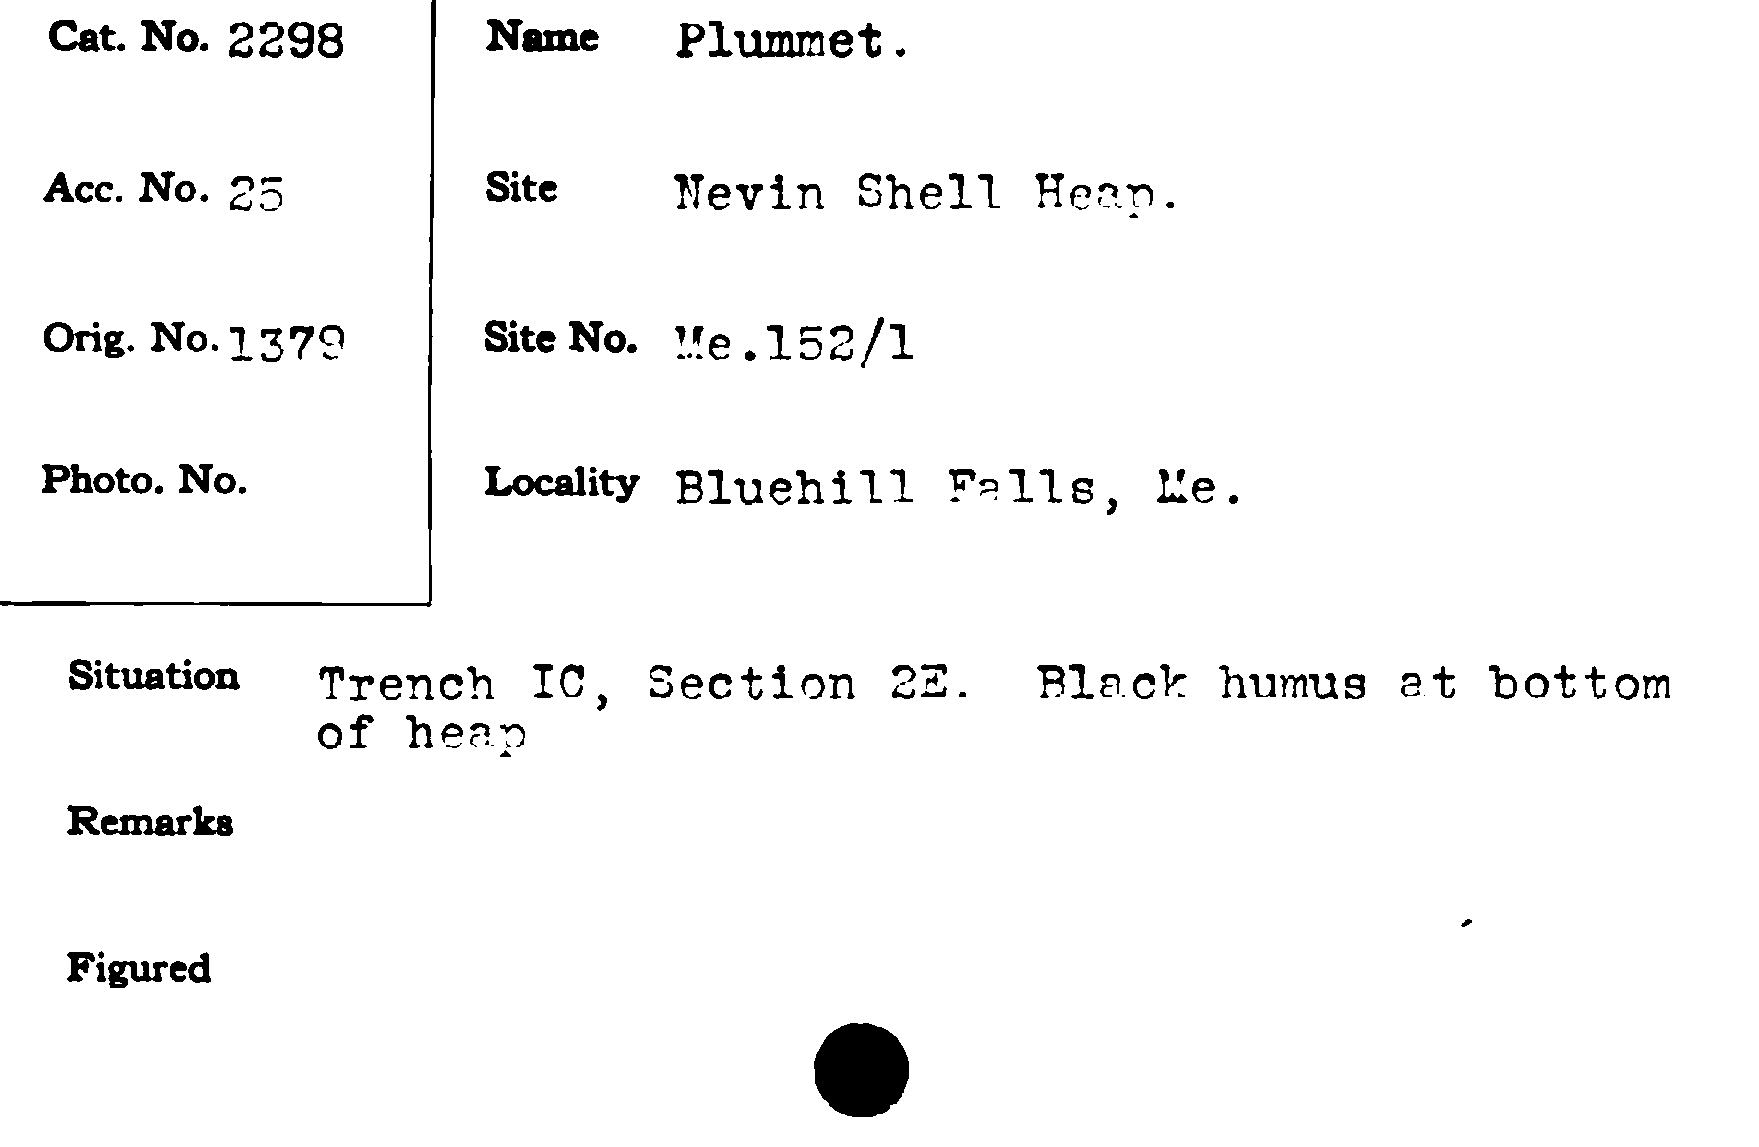 Cat. No. 2298
Name Plummet.
Acc. No. 25
Site Nevin Shell Heap.
Orig. No. 1379
Site No. Me.152/1
Photo. No.
Locality Bluehill Falls, Me.
Situation Trench IC, Section 2E. Black humus at bottom
of heap
Remarks
Figured